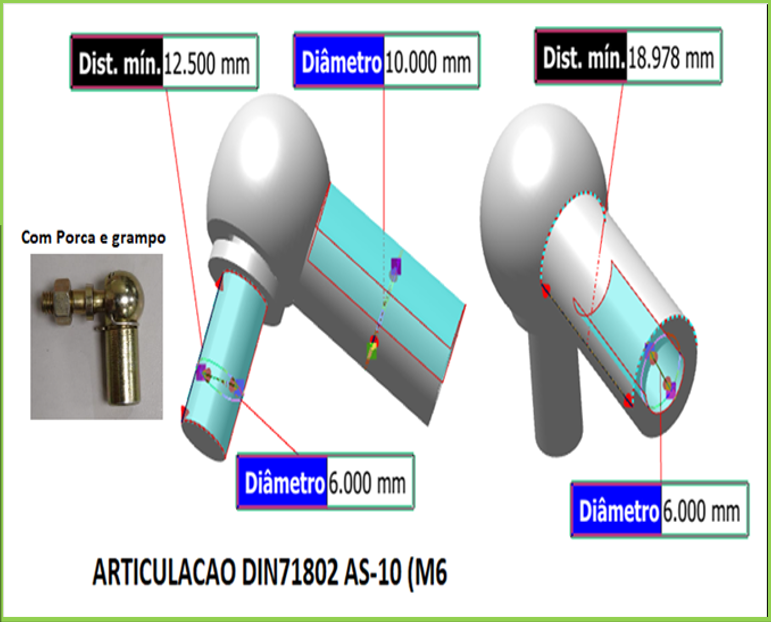 Dist. mín. 12.500 mm
Diâmetro 10.000 mm
Dist. mín. 18.978 mm
Com Porca e grampo
Diâmetro 6.000 mm
Diâmetro 6.000 mm
ARTICULACAO DIN71802 AS-10 (M6